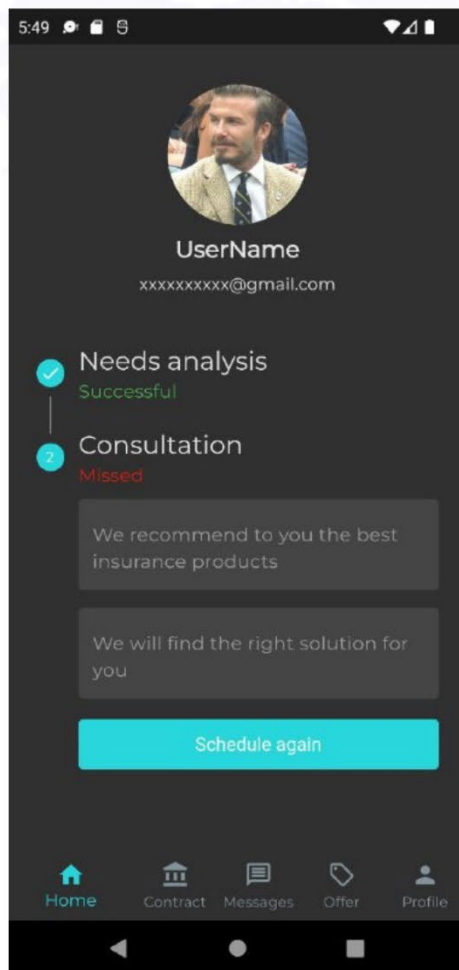 5:49
UserName
xxxxxxxxxx@gmail.com
Needs analysis
Successful
2
Consultation
Missed
We recommend to you the best
insurance products
We will find the right solution for
you
Schedule again
Home Contract Messages Offer Profile